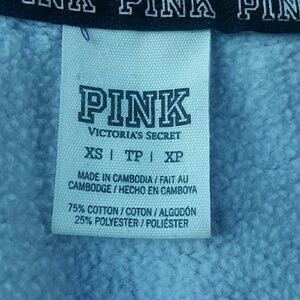 PINK PINK PIN
PINK
VICTORIA'S SECRET
XS | TP | XP
MADE IN CAMBODIA / FAIT AU
CAMBODGE / HECHO EN CAMBOYA
75% COTTON / COTON / ALGODÓN
25% POLYESTER / POLIÉSTER